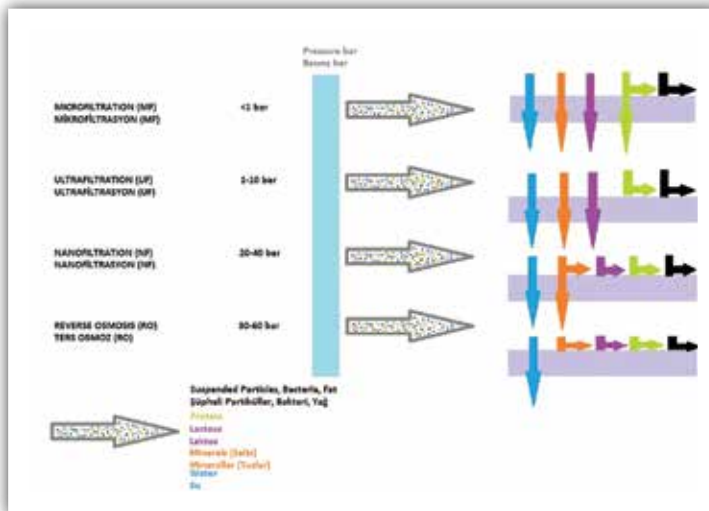 Pressure bar
Basınç bar
MICROFILTRATION (MF)
MİKROFİLTRASYON (MF)
<1 bar
ULTRAFILTRATION (UF)
ULTRAFİLTRASYON (UF)
1-10 bar
NANOFILTRATION (NF)
NANOFİLTRASYON (NF)
20-40 bar
REVERSE OSMOSIS (RO)
TERS OSMOZ (RO)
30-60 bar
Suspended Particles, Bacteria, Fat
Şüpheli Partiküller, Bakteri, Yağ
Protein
Lactose
Laktoz
Minerals (Salts)
Mineraller (Tuzlar)
Water
Su